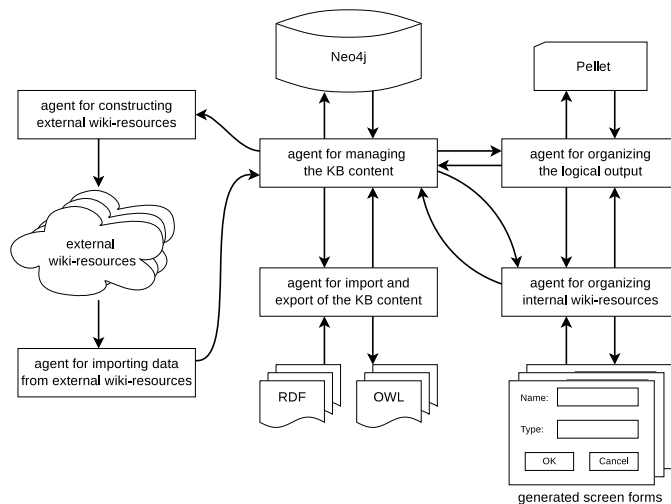 Neo4j
Pellet
agent for constructing
external wiki-resources
agent for managing
the KB content
agent for organizing
the logical output
external
wiki-resources
agent for import and
export of the KB content
agent for organizing
internal wiki-resources
agent for importing data
from external wiki-resources
RDF
OWL
Name:
Type:
OK
Cancel
generated screen forms